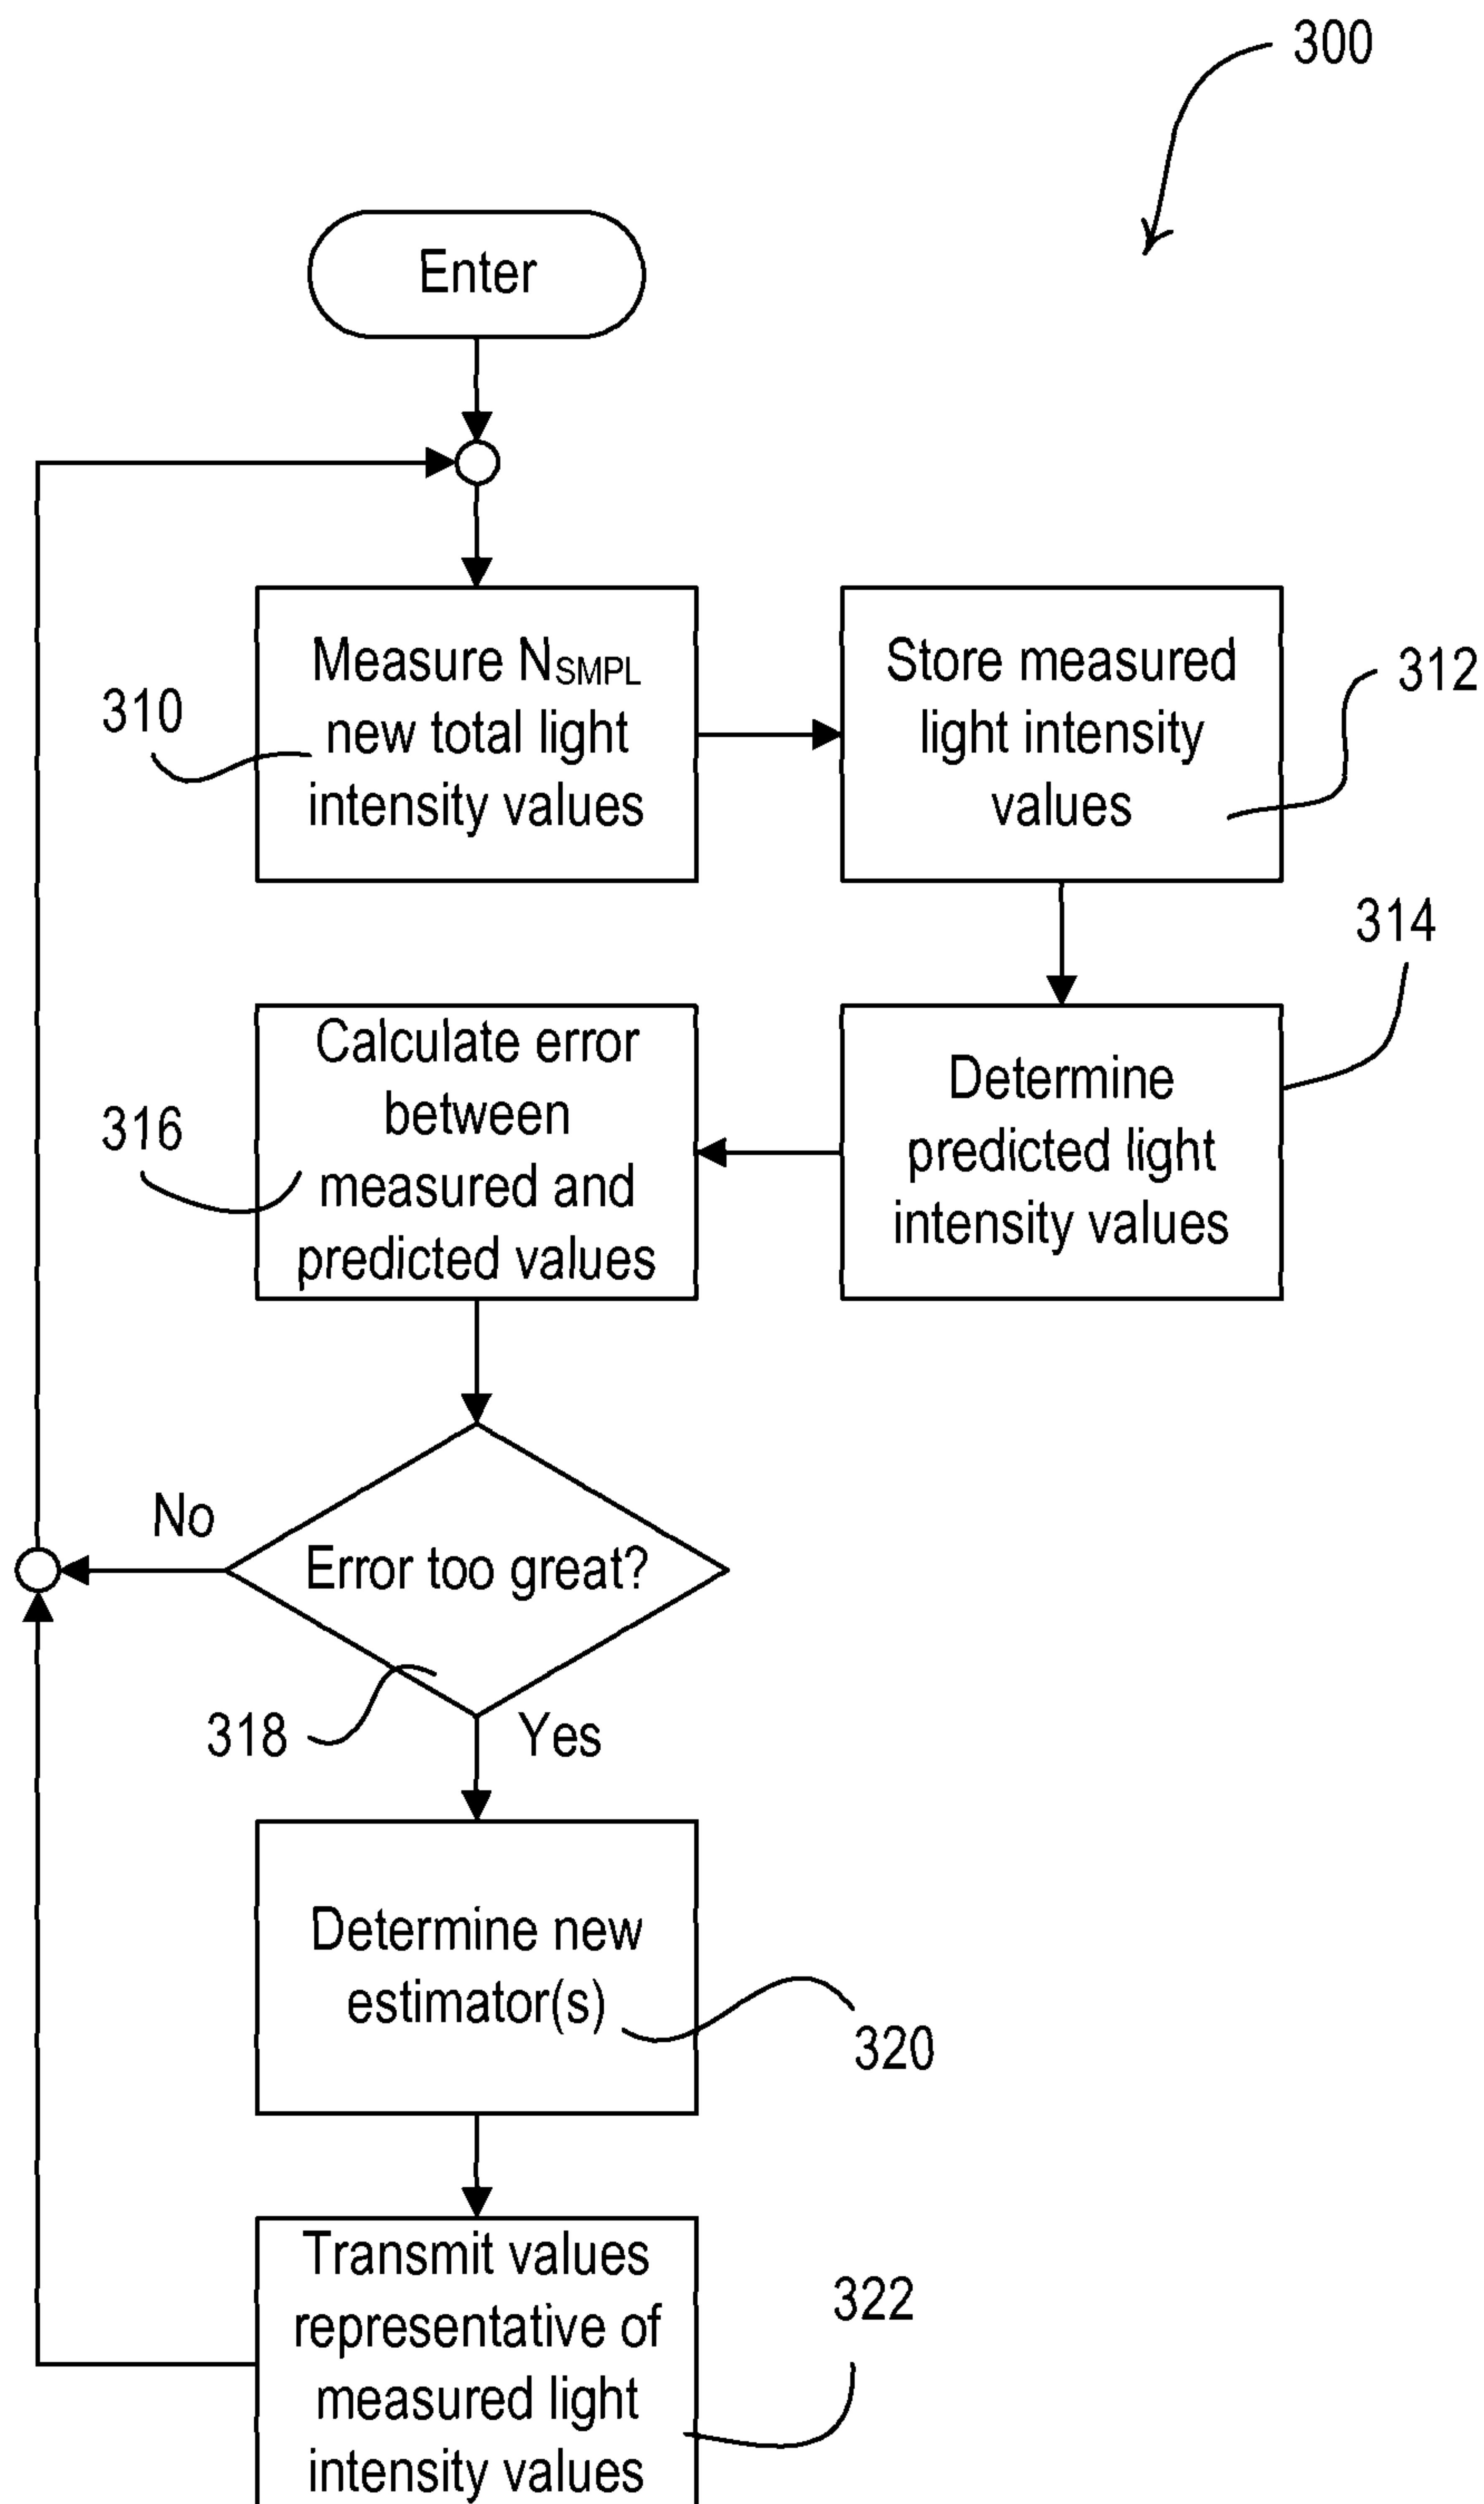 300
Enter
Measure NSMPL
new total light
intensity values
310
Store measured
light intensity
values
312
314
Calculate error
between
measured and
predicted values
316
Determine
predicted light
intensity values
No
Error too great?
318
Yes
Determine new
estimator(s)
320
Transmit values
representative of
measured light
intensity values
322